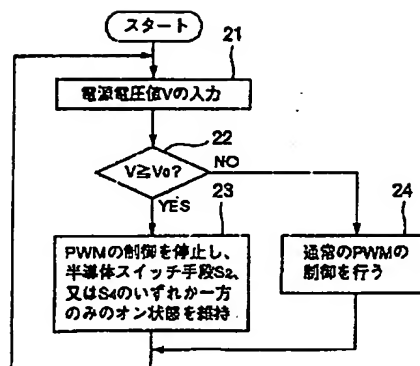 スタート
21
電源電圧値Vの入力
22
V≧V₀?
NO
YES
23
PWMの制御を停止し、
半導体スイッチ手段S₂、
又はS₄のいずれか一方
のみのオン状態を維持
24
通常のPWMの
制御を行う